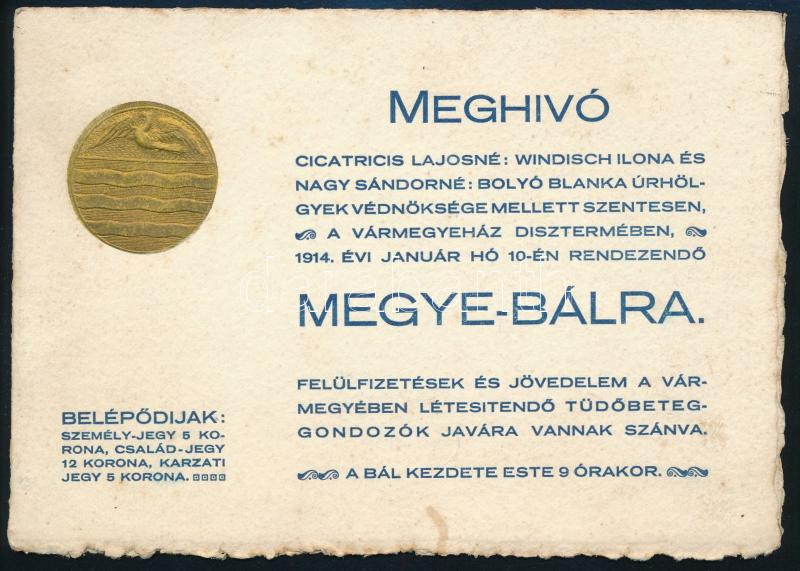 MEGHIVÓ
CICATRICIS LAJOSNÉ: WINDISCH ILONA ÉS
NAGY SÁNDORNÉ: BOLYÓ BLANKA ÚRHÖL-
GYEK VÉDNÖKSÉGE MELLETT SZENTESEN,
A VÁRMEGYEHÁZ DISZTERMÉBEN,
1914. ÉVI JANUÁR HÓ 10-ÉN RENDEZENDŐ
MEGYE-BÁLRA.
FELÜLFIZETÉSEK ÉS JÖVEDELEM A VÁR-
MEGYÉBEN LÉTESITENDŐ TÜDŐBETEG-
GONDOZÓK JAVÁRA VANNAK SZÁNVA.
A BÁL KEZDETE ESTE 9 ÓRAKOR.
BELÉPŐDIJAK:
SZEMÉLY-JEGY 5 KO-
RONA, CSALÁD-JEGY
12 KORONA, KARZATI
JEGY 5 KORONA.